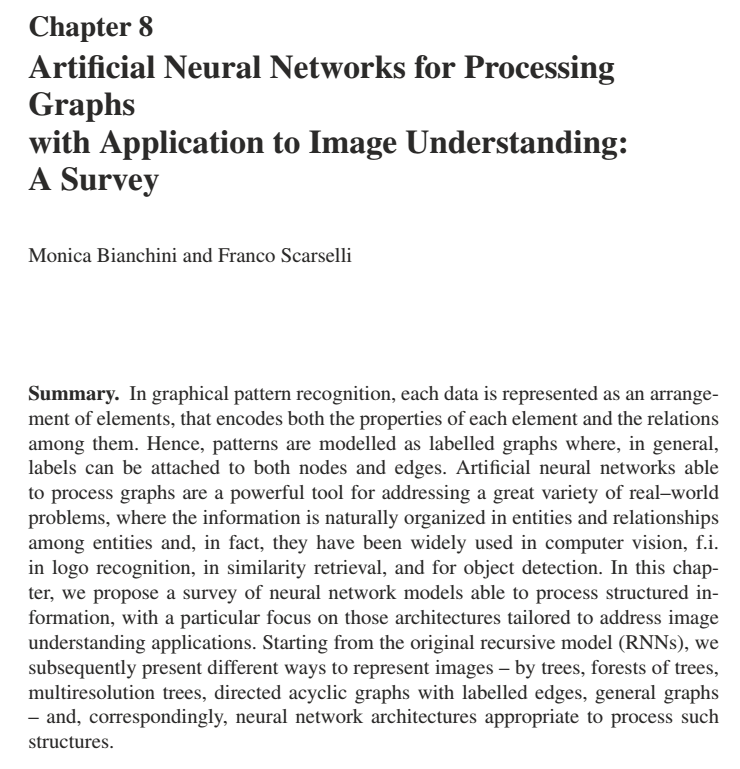 Chapter 8
Artificial Neural Networks for Processing
Graphs
with Application to Image Understanding:
A Survey
Monica Bianchini and Franco Scarselli
Summary. In graphical pattern recognition, each data is represented as an arrange-
ment of elements, that encodes both the properties of each element and the relations
among them. Hence, patterns are modelled as labelled graphs where, in general,
labels can be attached to both nodes and edges. Artificial neural networks able
to process graphs are a powerful tool for addressing a great variety of real–world
problems, where the information is naturally organized in entities and relationships
among entities and, in fact, they have been widely used in computer vision, f.i.
in logo recognition, in similarity retrieval, and for object detection. In this chap-
ter, we propose a survey of neural network models able to process structured in-
formation, with a particular focus on those architectures tailored to address image
understanding applications. Starting from the original recursive model (RNNs), we
subsequently present different ways to represent images – by trees, forests of trees,
multiresolution trees, directed acyclic graphs with labelled edges, general graphs
– and, correspondingly, neural network architectures appropriate to process such
structures.